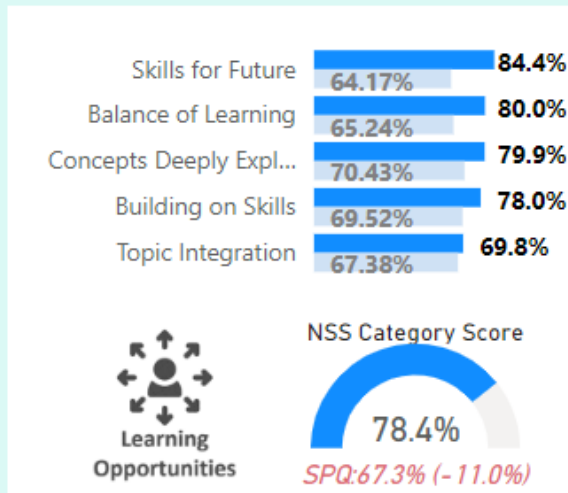 Skills for Future 84.4%
64.17%
Balance of Learning 80.0%
65.24%
Concepts Deeply Expl... 79.9%
70.43%
Building on Skills 78.0%
69.52%
Topic Integration 69.8%
67.38%
NSS Category Score
78.4%
SPQ:67.3% (-11.0%)
Learning
Opportunities